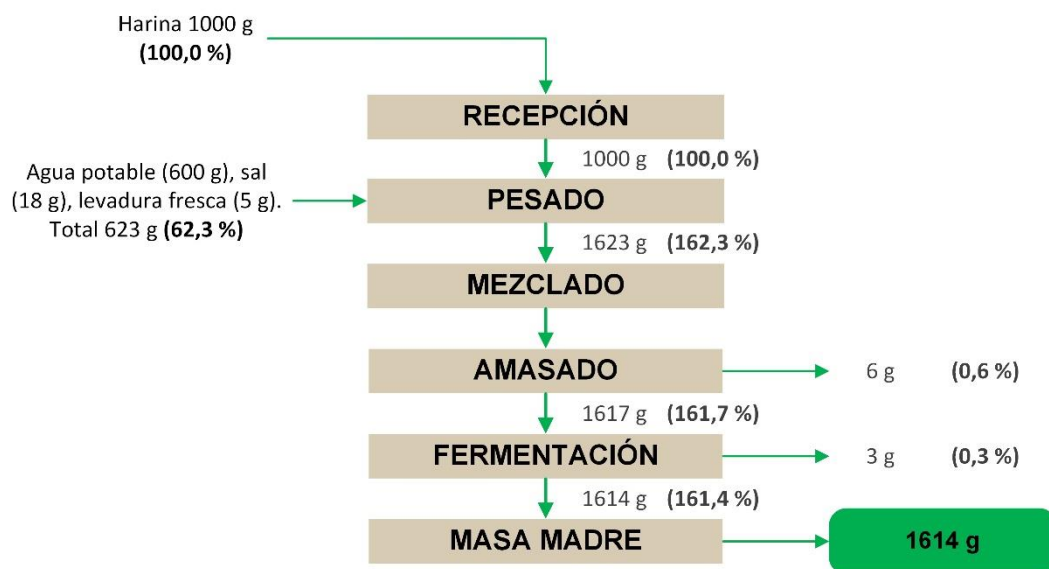 Harina 1000 g
(100,0 %)
RECEPCIÓN
1000 g (100,0 %)
Agua potable (600 g), sal
(18 g), levadura fresca (5 g).
Total 623 g (62,3 %)
PESADO
1623 g (162,3 %)
MEZCLADO
AMASADO
6 g (0,6 %)
1617 g (161,7 %)
FERMENTACIÓN
3 g (0,3 %)
1614 g (161,4 %)
MASA MADRE
1614 g